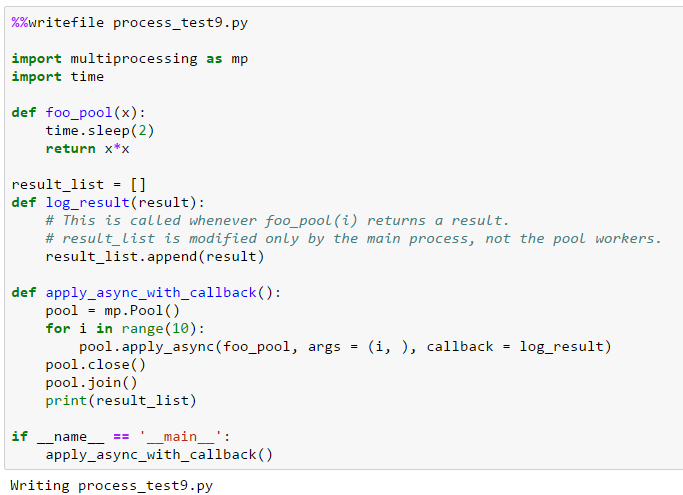 %%writefile process_test9.py
import multiprocessing as mp
import time
def foo_pool(x):
    time.sleep(2)
    return x*x
result_list = []
def log_result(result):
    # This is called whenever foo_pool(i) returns a result.
    # result_list is modified only by the main process, not the pool workers.
    result_list.append(result)
def apply_async_with_callback():
    pool = mp.Pool()
    for i in range(10):
        pool.apply_async(foo_pool, args = (i, ), callback = log_result)
    pool.close()
    pool.join()
    print(result_list)
if __name__ == '__main__':
    apply_async_with_callback()
Writing process_test9.py